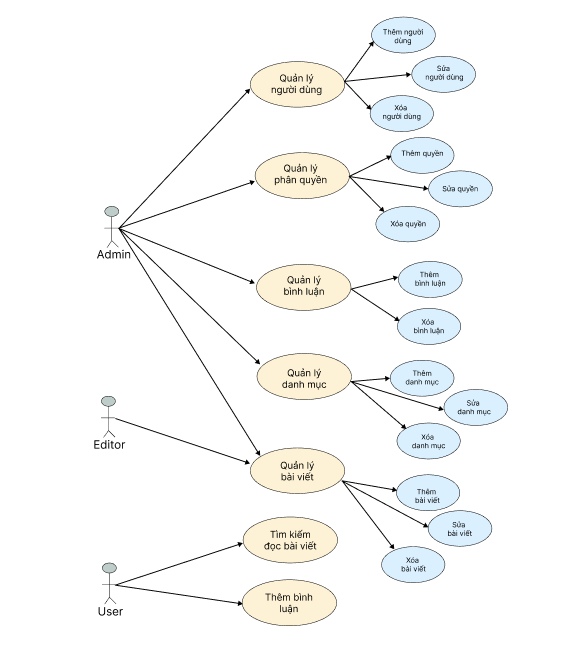 Thêm người
dùng
Sửa
người dùng
Quản lý
người dùng
Xóa
người dùng
Thêm quyền
Quản lý
phân quyền
Sửa quyền
Xóa quyền
Admin
Thêm
bình luận
Quản lý
bình luận
Xóa
bình luận
Quản lý
danh mục
Thêm
danh mục
Sửa
danh mục
Xóa
danh mục
Editor
Quản lý
bài viết
Thêm
bài viết
Sửa
bài viết
Xóa
bài viết
Tìm kiếm
đọc bài viết
User
Thêm bình
luận